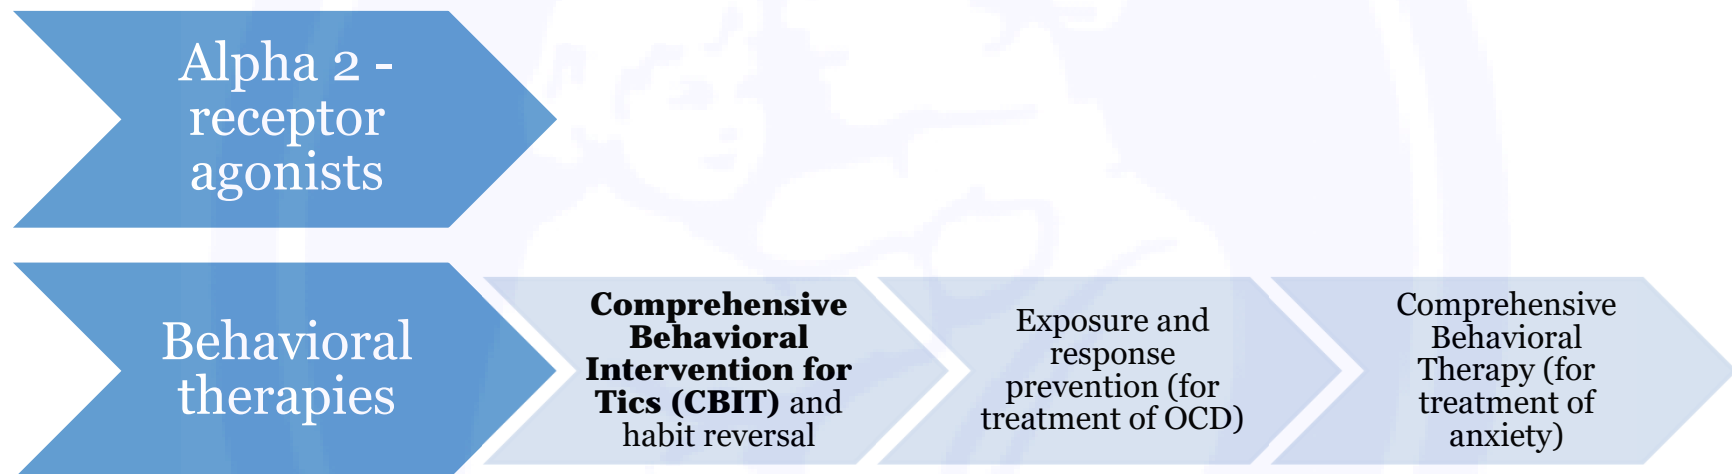 Alpha 2 -
receptor
agonists
Behavioral
therapies
Comprehensive
Behavioral
Intervention for
Tics (CBIT) and
habit reversal
Exposure and
response
prevention (for
treatment of OCD)
Comprehensive
Behavioral
Therapy (for
treatment of
anxiety)